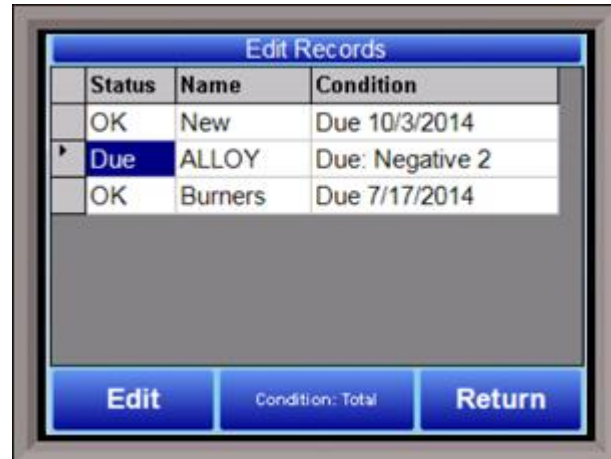 Edit Records
Status Name Condition
OK New Due 10/3/2014
Due ALLOY Due: Negative 2
OK Burners Due 7/17/2014
Edit Condition: Total Return